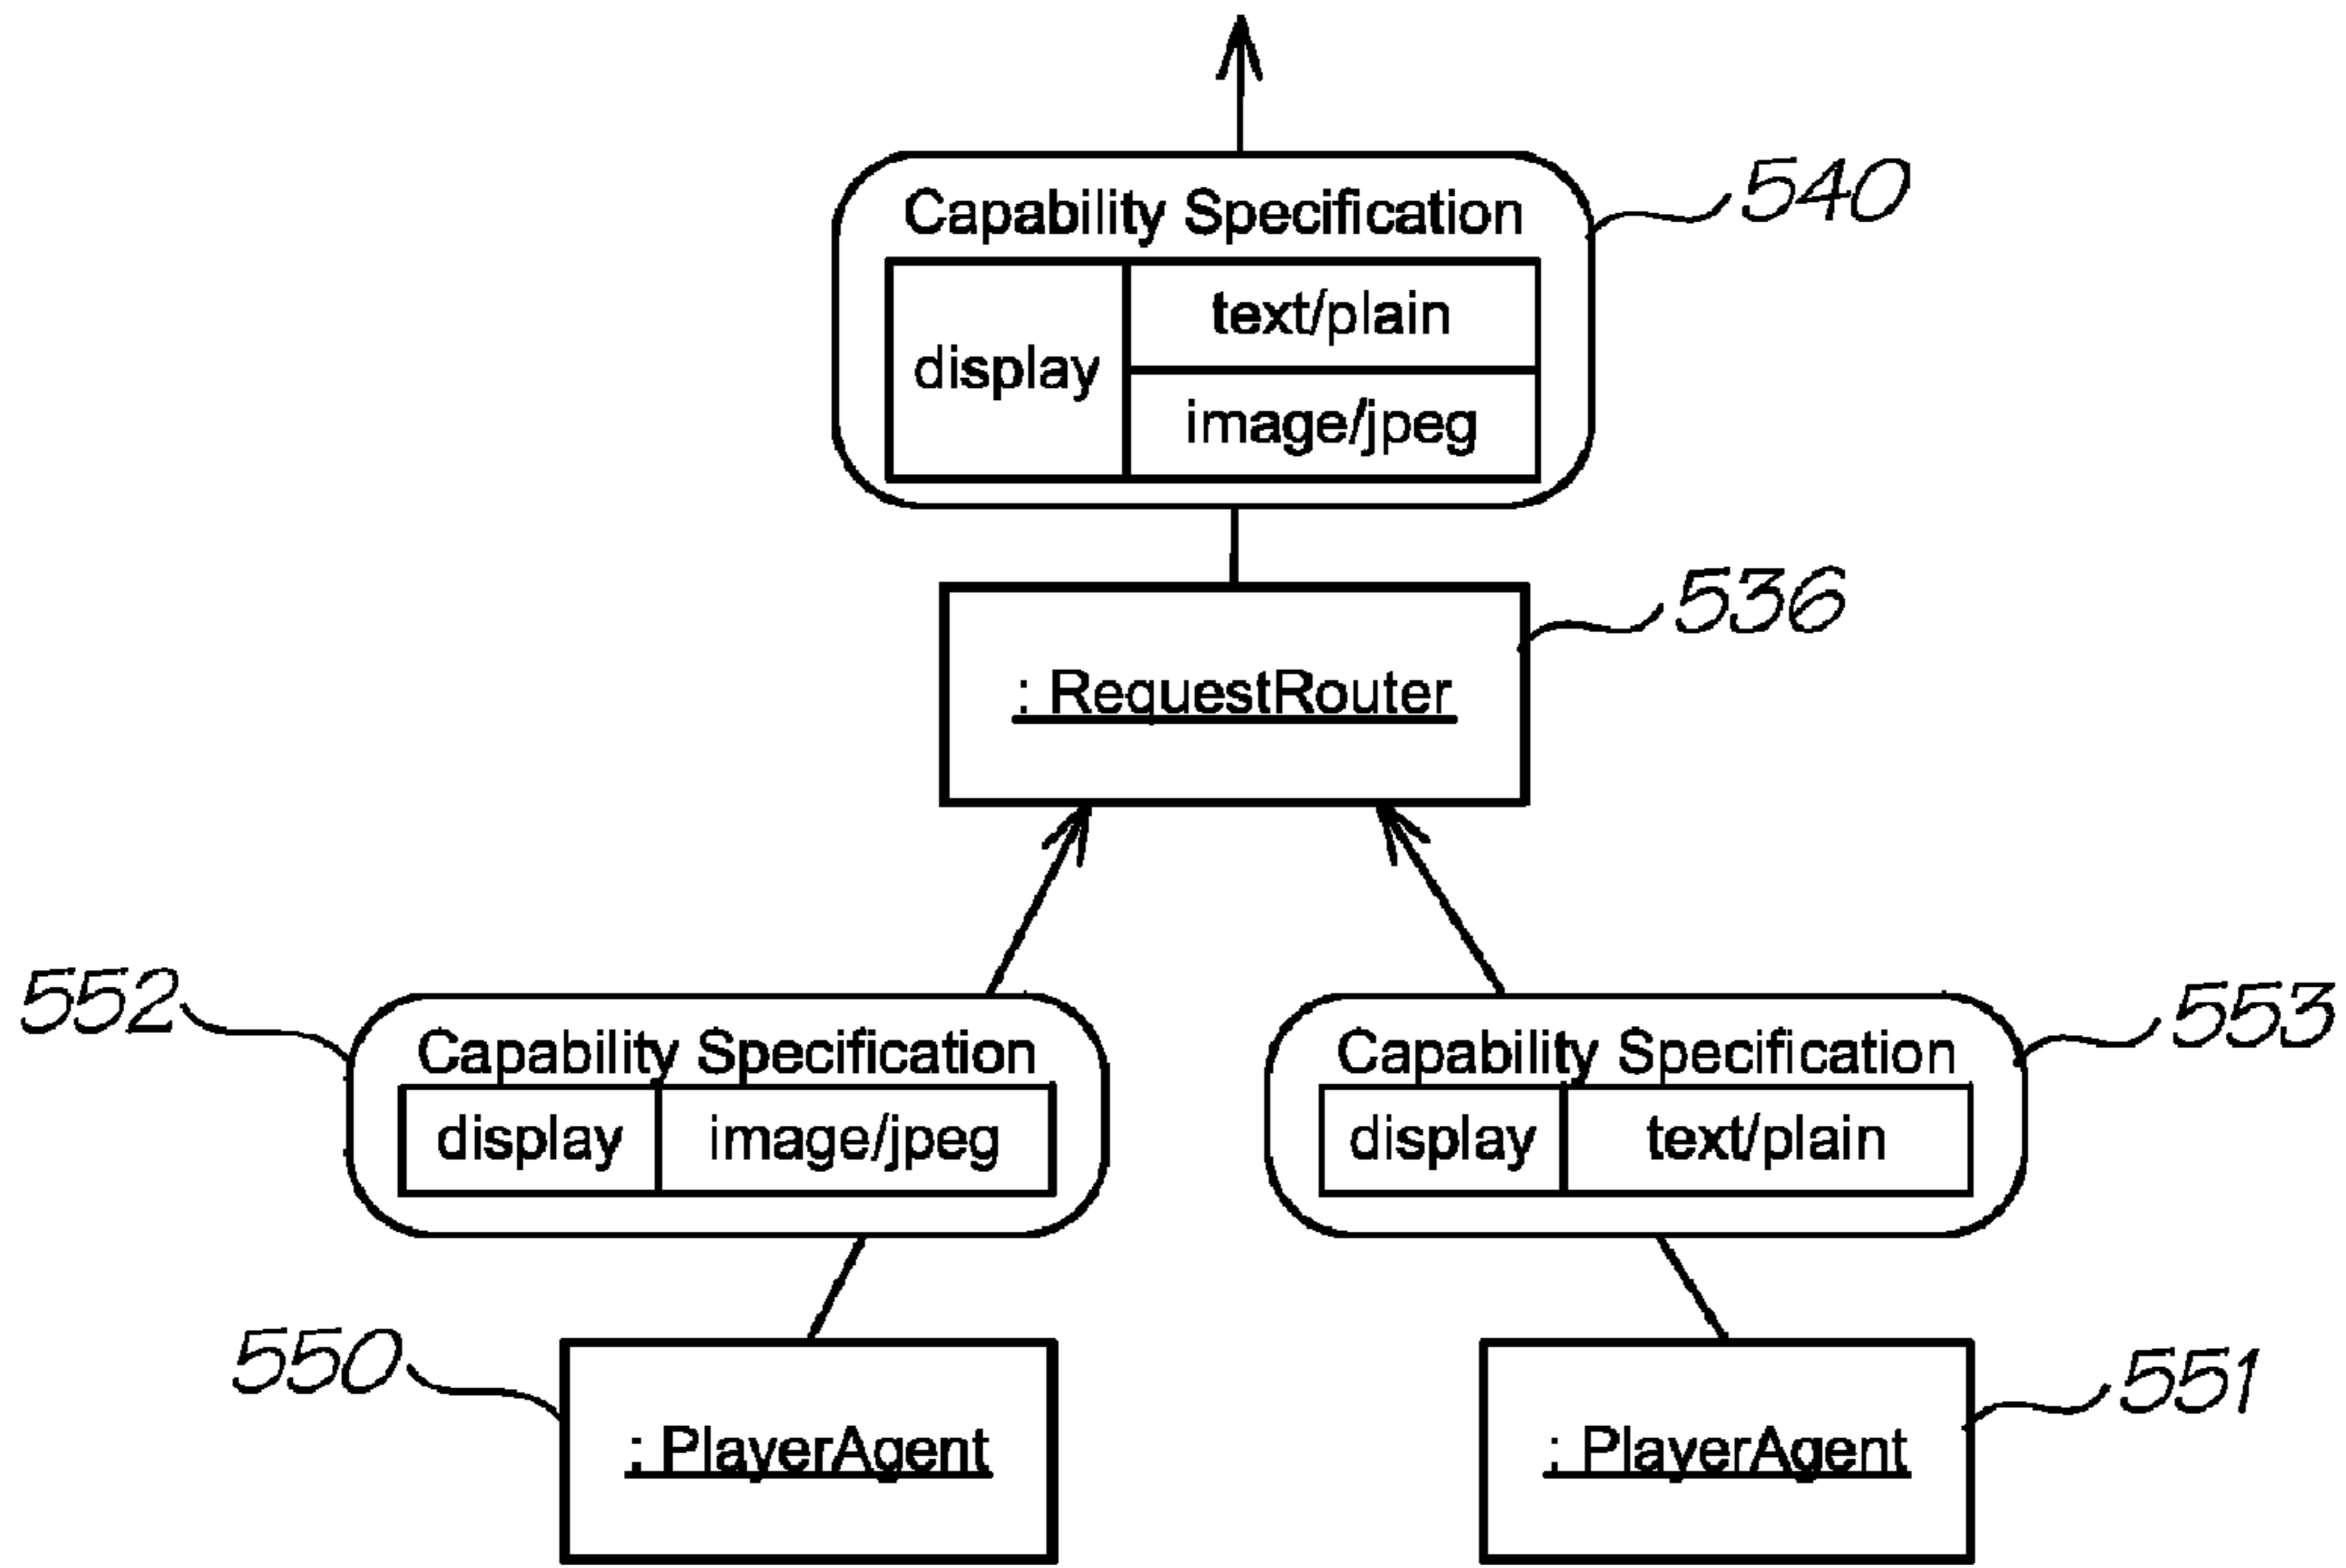 Capability Specification
540
display
text/plain
image/jpeg
536
: RequestRouter
552
Capability Specification
display
image/jpeg
553
Capability Specification
display
text/plain
550
: PlayerAgent
551
: PlayerAgent